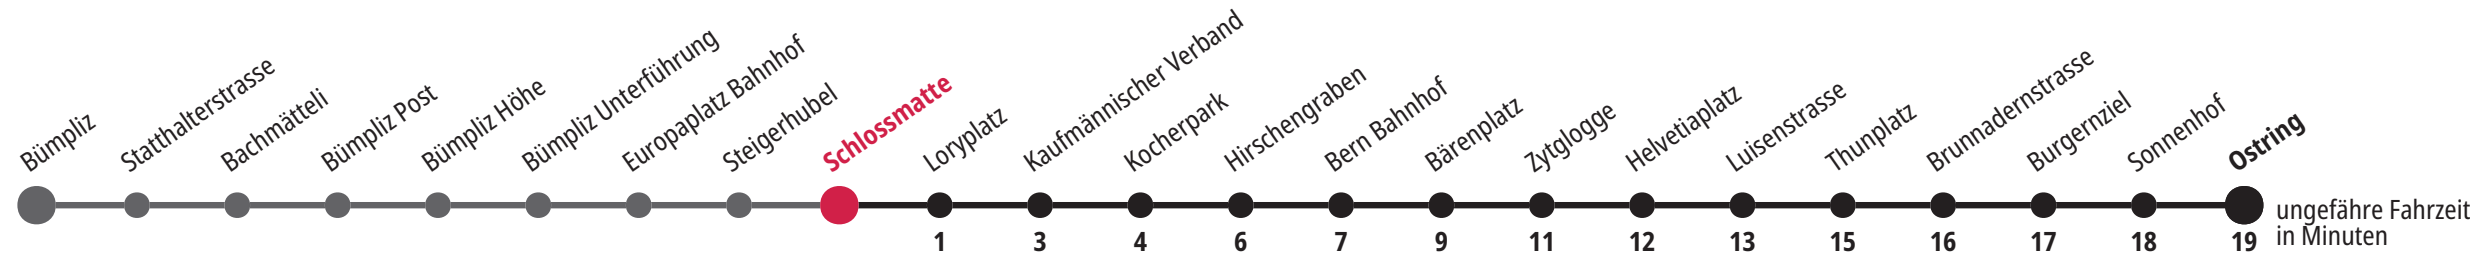 Bümpliz
Statthalterstrasse
Bachmätteli
Bümpliz Post
Bümpliz Höhe
Bümpliz Unterführung
Europaplatz Bahnhof
Steigerhubel
Schlossmatte
Loryplatz
Kaufmännischer Verband
Kocherpark
Hirschengraben
Bern Bahnhof
Bärenplatz
Zytglogge
Helvetiaplatz
Luisenstrasse
Thunplatz
Brunnadernstrasse
Burgernziel
Sonnenhof
Ostring
1 3 4 6 7 9 11 12 13 15 16 17 18 19
ungefähre Fahrzeit
in Minuten